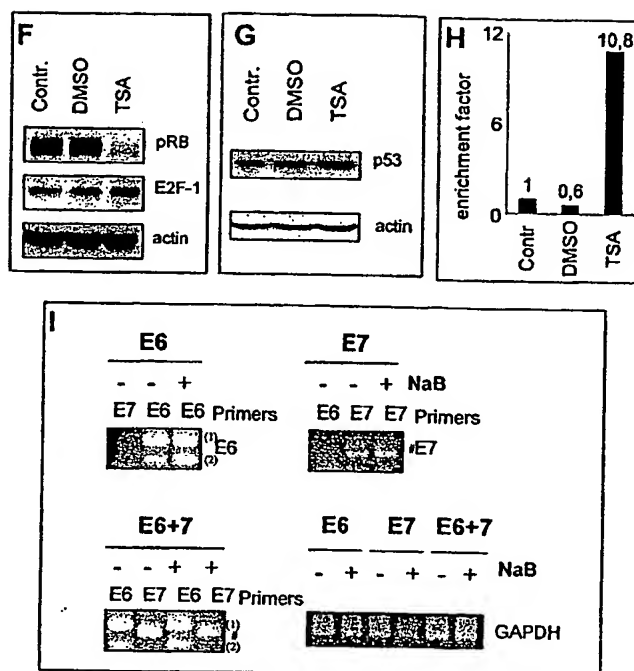 F
Contr.
DMSO
TSA
pRB
E2F-1
actin
G
Contr.
DMSO
TSA
p53
actin
H
enrichment factor
12
6
0
1
0,6
10,8
Contr
DMSO
TSA
I
E6
- - +
E7 E6 E6 Primers
(1)
E6
(2)
E7
- - + NaB
E6 E7 E7 Primers
#E7
E6+7
- - + +
E6 E7 E6 E7 Primers
(1)
#
(2)
E6 E7 E6+7
- + - + - + NaB
GAPDH